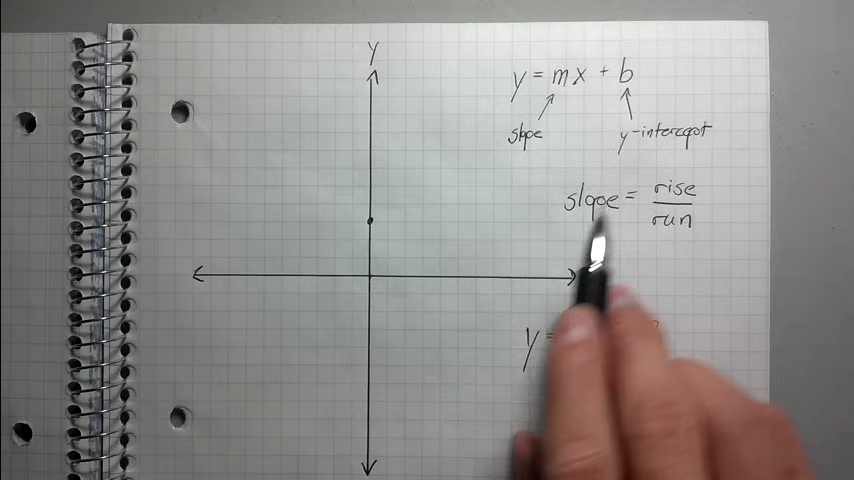 y
y = mx + b
slope
y-intercept
slope = rise
run
y =